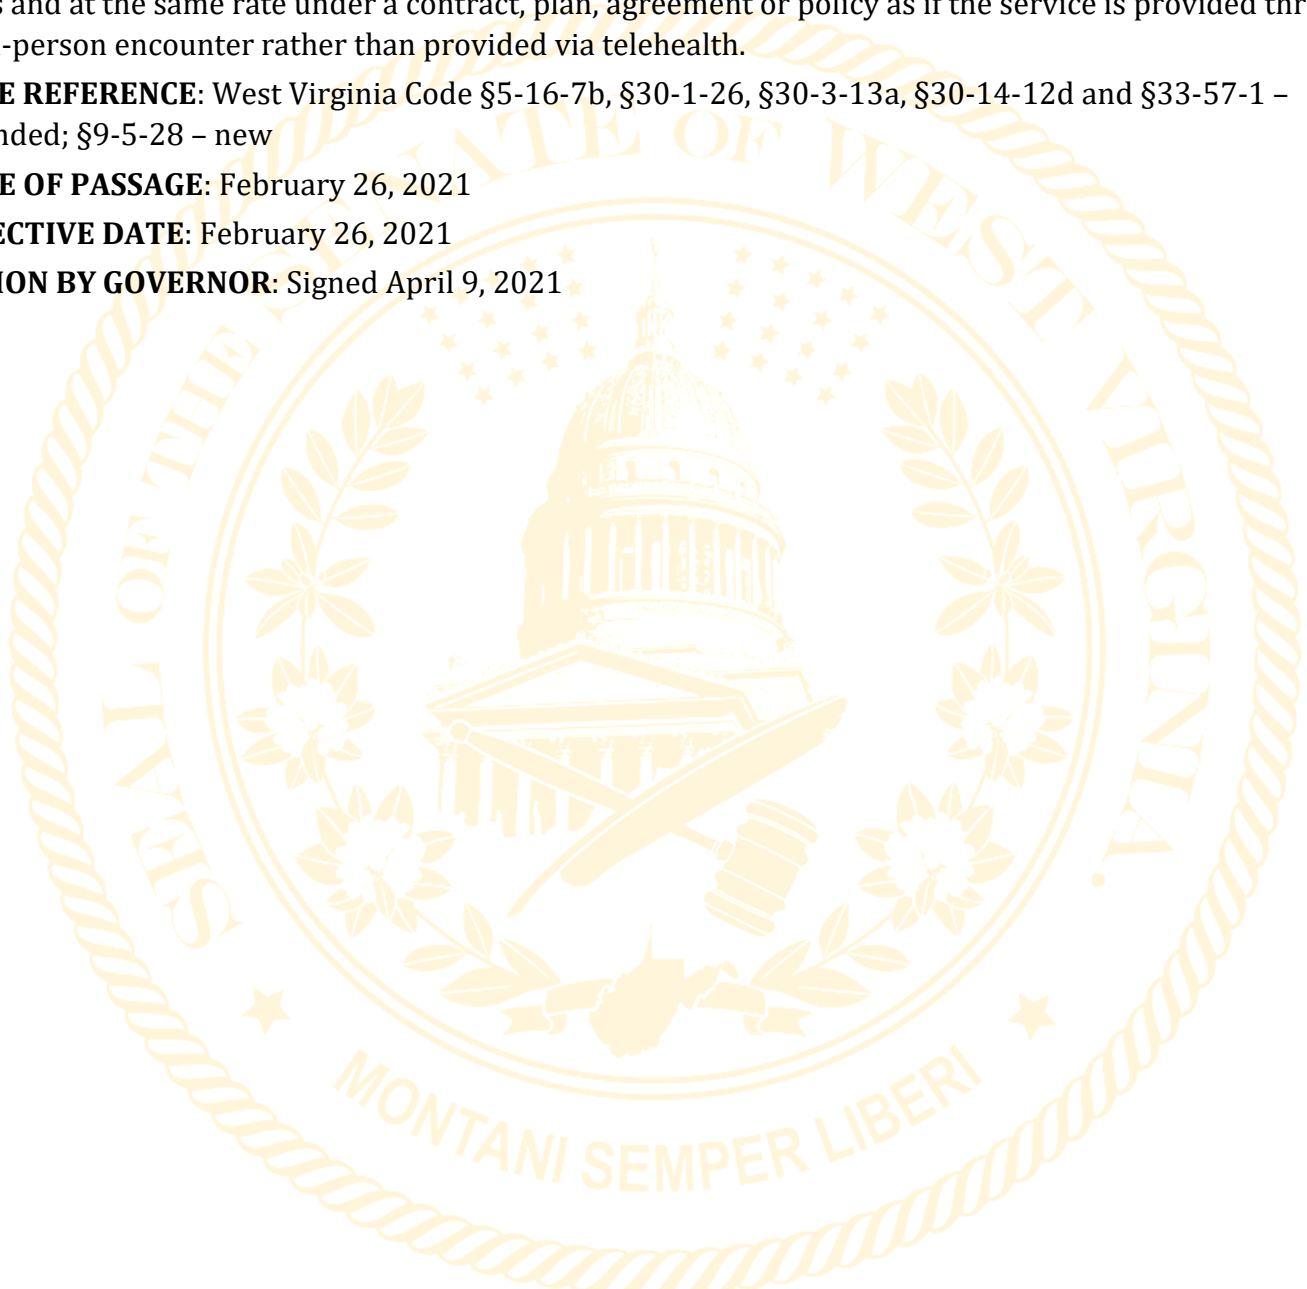 s and at the same rate under a contract, plan, agreement or policy as if the service is provided thr
-person encounter rather than provided via telehealth.
E REFERENCE: West Virginia Code §5-16-7b, §30-1-26, §30-3-13a, §30-14-12d and §33-57-1 –
nded; §9-5-28 – new
E OF PASSAGE: February 26, 2021
ECTIVE DATE: February 26, 2021
ION BY GOVERNOR: Signed April 9, 2021
SEAL OF THE SENATE OF WEST VIRGINIA
MONTANI SEMPER LIBERI